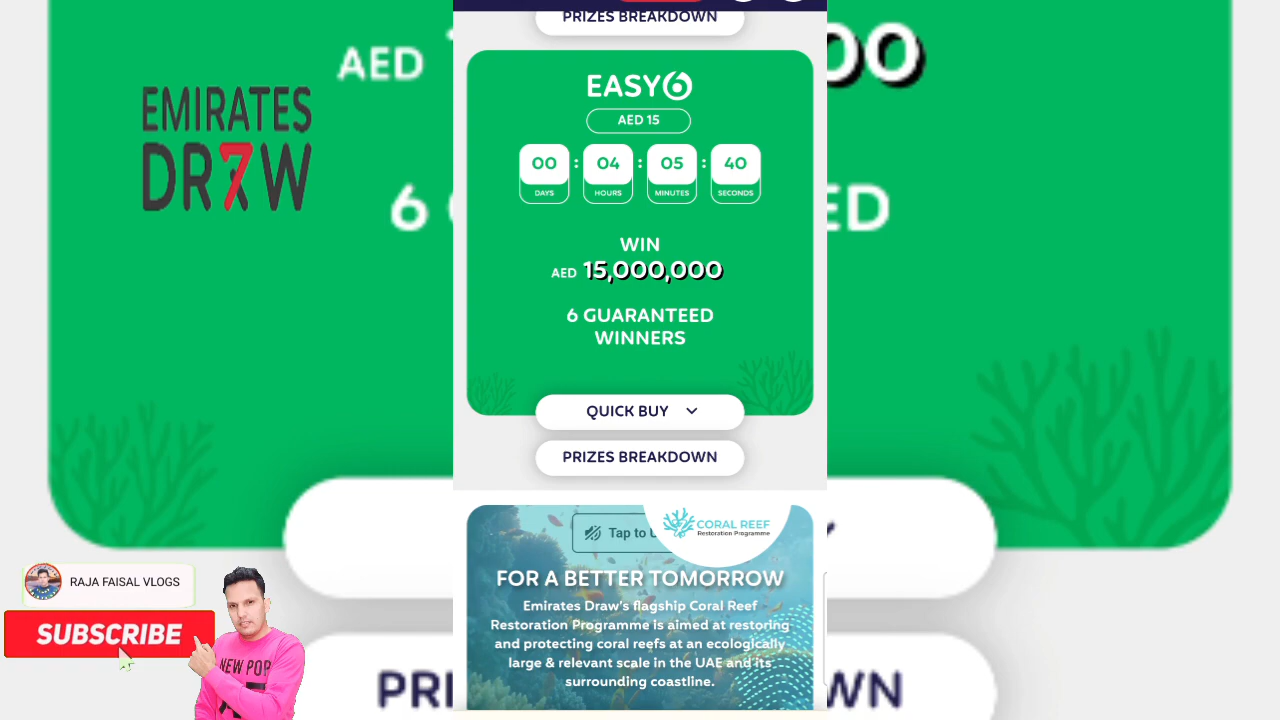 PRIZES BREAKDOWN
AED
EMIRATES
DRAW
EASY6
AED 15
00 : 04 : 05 : 40
DAYS HOURS MINUTES SECONDS
WIN
AED 15,000,000
6 GUARANTEED
WINNERS
QUICK BUY
PRIZES BREAKDOWN
Tap to
CORAL REEF
Restoration Programme
FOR A BETTER TOMORROW
Emirates Draw's flagship Coral Reef
Restoration Programme is aimed at restoring
and protecting coral reefs at an ecologically
large & relevant scale in the UAE and its
surrounding coastline.
RAJA FAISAL VLOGS
SUBSCRIBE
NEW POP